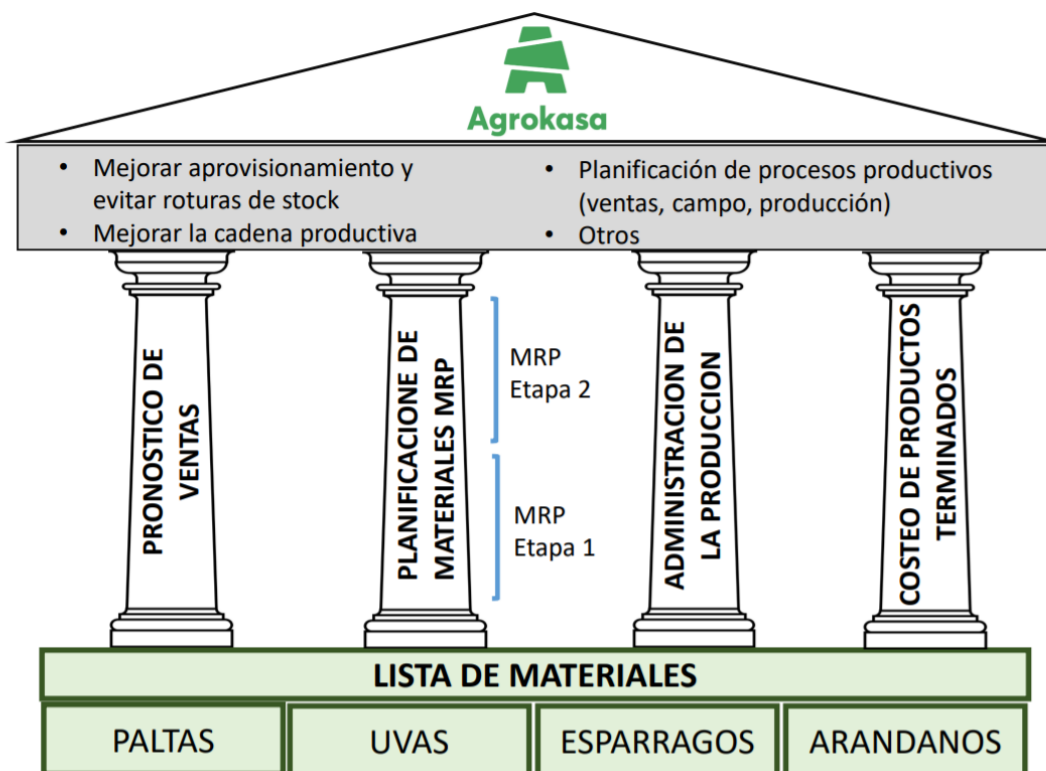 Agrokasa
• Mejorar aprovisionamiento y
evitar roturas de stock
• Mejorar la cadena productiva
• Planificación de procesos productivos
(ventas, campo, producción)
• Otros
PRONOSTICO DE
VENTAS
PLANIFICACIONE DE
MATERIALES MRP
MRP
Etapa 2
MRP
Etapa 1
ADMINISTRACION DE
LA PRODUCCION
COSTEO DE PRODUCTOS
TERMINADOS
LISTA DE MATERIALES
PALTAS
UVAS
ESPARRAGOS
ARANDANOS